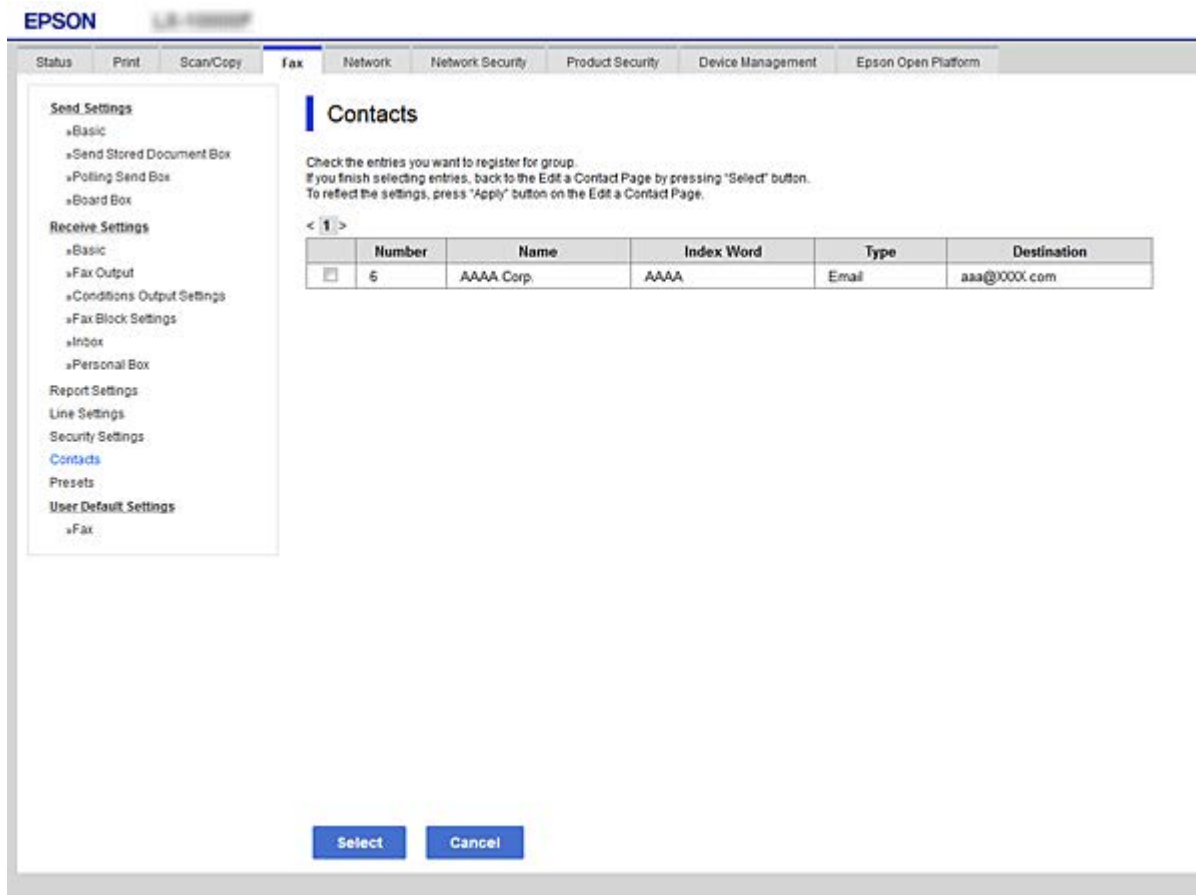 EPSON
Status Print Scan/Copy Fax Network Network Security Product Security Device Management Epson Open Platform
Send Settings
»Basic
»Send Stored Document Box
»Polling Send Box
»Board Box
Receive Settings
»Basic
»Fax Output
»Conditions Output Settings
»Fax Block Settings
»Inbox
»Personal Box
Report Settings
Line Settings
Security Settings
Contacts
Presets
User Default Settings
»Fax
Contacts
Check the entries you want to register for group.
If you finish selecting entries, back to the Edit a Contact Page by pressing "Select" button.
To reflect the settings, press "Apply" button on the Edit a Contact Page.
< 1 >
Number Name Index Word Type Destination
6 AAAA Corp. AAAA Email aaa@XXXX.com
Select Cancel